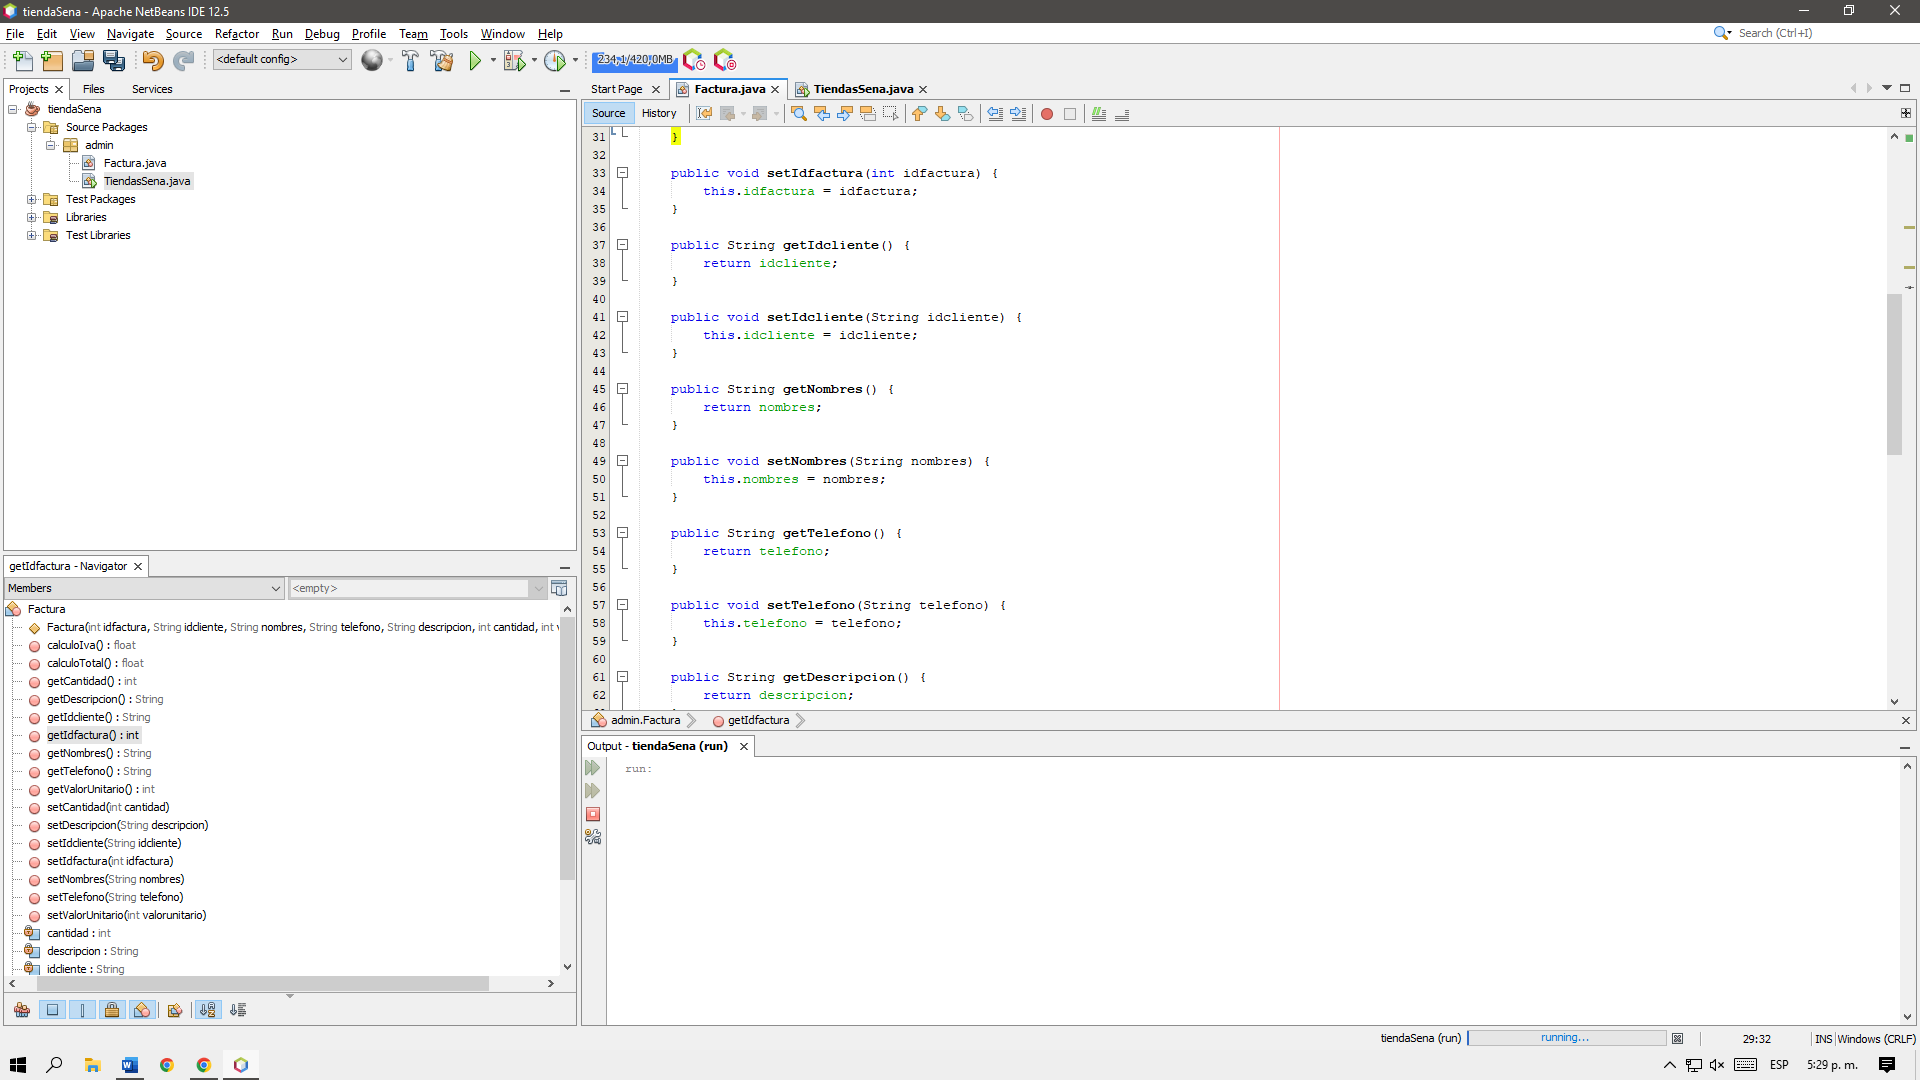 tiendaSena - Apache NetBeans IDE 12.5
File Edit View Navigate Source Refactor Run Debug Profile Team Tools Window Help
Search (Ctrl+I)
<default config>
234,1/420,0MB
Projects Files Services
Start Page Factura.java TiendasSena.java
tiendaSena
Source Packages
admin
Factura.java
TiendasSena.java
Test Packages
Libraries
Test Libraries
Source History
31 }
32
33 public void setIdfactura(int idfactura) {
34 this.idfactura = idfactura;
35 }
36
37 public String getIdcliente() {
38 return idcliente;
39 }
40
41 public void setIdcliente(String idcliente) {
42 this.idcliente = idcliente;
43 }
44
45 public String getNombres() {
46 return nombres;
47 }
48
49 public void setNombres(String nombres) {
50 this.nombres = nombres;
51 }
52
53 public String getTelefono() {
54 return telefono;
55 }
56
57 public void setTelefono(String telefono) {
58 this.telefono = telefono;
59 }
60
61 public String getDescripcion() {
62 return descripcion;
admin.Factura getIdfactura
getIdfactura - Navigator
Members <empty>
Factura
Factura(int idfactura, String idcliente, String nombres, String telefono, String descripcion, int cantidad, int v
calculoIva() : float
calculoTotal() : float
getCantidad() : int
getDescripcion() : String
getIdcliente() : String
getIdfactura() : int
getNombres() : String
getTelefono() : String
getValorUnitario() : int
setCantidad(int cantidad)
setDescripcion(String descripcion)
setIdcliente(String idcliente)
setIdfactura(int idfactura)
setNombres(String nombres)
setTelefono(String telefono)
setValorUnitario(int valorunitario)
cantidad : int
descripcion : String
idcliente : String
Output - tiendaSena (run)
run:
tiendaSena (run) running... 29:32 INS Windows (CRLF)
ESP 5:29 p. m.